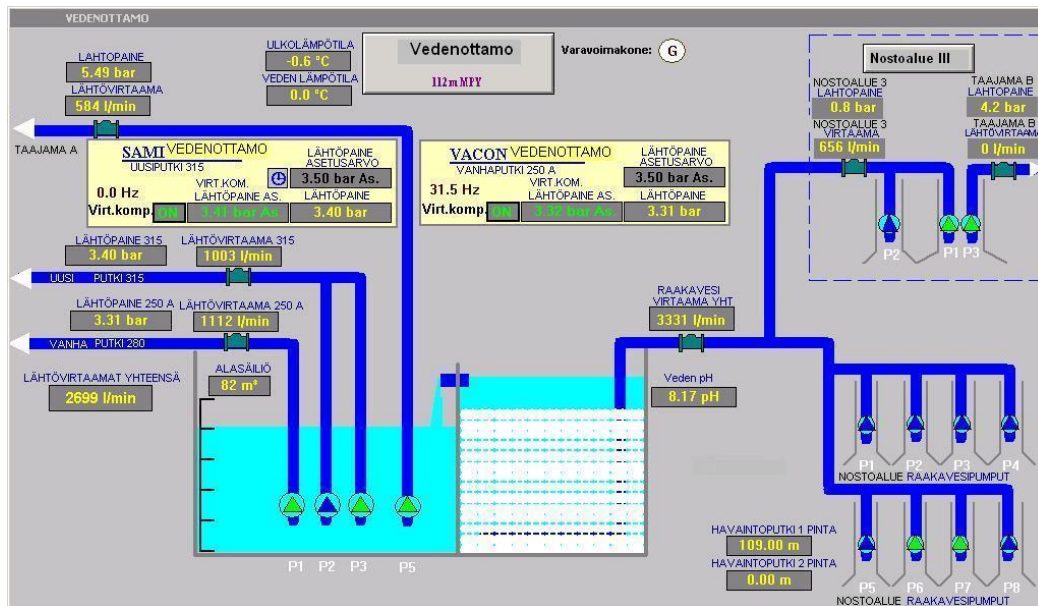 VEDENOTTAMO
LAHTOPAINE
5.49 bar
LÄHTÖVIRTAAMA
584 l/min
TAAJAMA A
ULKOLÄMPÖTILA
-0.6 °C
VEDEN LÄMPÖTILA
0.0 °C
Vedenottamo
112 m MPY
Varavoimakone: G
Nostoalue III
NOSTOALUE 3
LAHTOPAINE
0.8 bar
NOSTOALUE 3
VIRTAAMA
656 l/min
TAAJAMA B
LAHTOPAINE
4.2 bar
TAAJAMA B
LÄHTÖVIRTAAMA
0 l/min
P2 P1 P3
SAMI VEDENOTTAMO
UUSIPUTKI 315
LÄHTÖPAINE
ASETUSARVO
3.50 bar As.
0.0 Hz
VIRT.KOM.
LÄHTÖPAINE AS.
LÄHTÖPAINE
Virt.komp. ON 3.41 bar As. 3.40 bar
VACON VEDENOTTAMO
VANHAPUTKI 250 A
LÄHTÖPAINE
ASETUSARVO
3.50 bar As.
31.5 Hz
VIRT.KOM.
LÄHTÖPAINE AS.
LÄHTÖPAINE
Virt.komp. ON 3.32 bar As. 3.31 bar
LÄHTÖPAINE 315
3.40 bar
LÄHTÖVIRTAAMA 315
1003 l/min
UUSI PUTKI 315
LÄHTÖPAINE 250 A
3.31 bar
LÄHTÖVIRTAAMA 250 A
1112 l/min
VANHA PUTKI 280
LÄHTÖVIRTAAMAT YHTEENSÄ
2699 l/min
ALASÄILIÖ
82 m³
P1 P2 P3 P5
RAAKAVESI
VIRTAAMA YHT
3331 l/min
Veden pH
8.17 pH
P1 P2 P3 P4
NOSTOALUE RAAKAVESIPUMPUT
HAVAINTOPUTKI 1 PINTA
109.00 m
HAVAINTOPUTKI 2 PINTA
0.00 m
P5 P6 P7 P8
NOSTOALUE RAAKAVESIPUMPUT